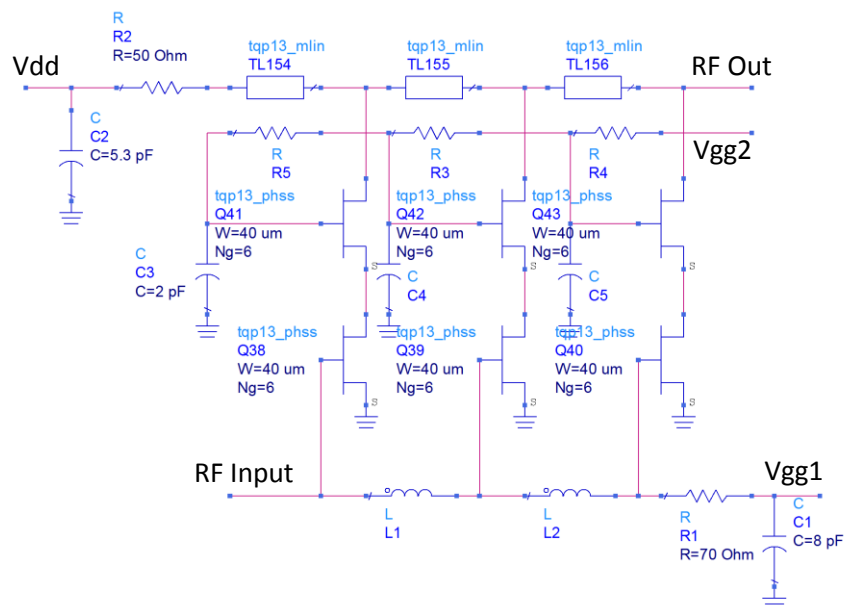 R
R2
R=50 Ohm
tqp13_mlin
TL154
tqp13_mlin
TL155
tqp13_mlin
TL156
Vdd
RF Out
C
C2
C=5.3 pF
R
R5
R
R3
R
R4
Vgg2
tqp13_phss
Q41
W=40 um
Ng=6
tqp13_phss
Q42
W=40 um
Ng=6
tqp13_phss
Q43
W=40 um
Ng=6
S
S
S
C
C3
C=2 pF
C
C4
C
C5
tqp13_phss
Q38
W=40 um
Ng=6
tqp13_phss
Q39
W=40 um
Ng=6
tqp13_phss
Q40
W=40 um
Ng=6
S
S
S
RF Input
Vgg1
L
L1
L
L2
R
R1
R=70 Ohm
C
C1
C=8 pF